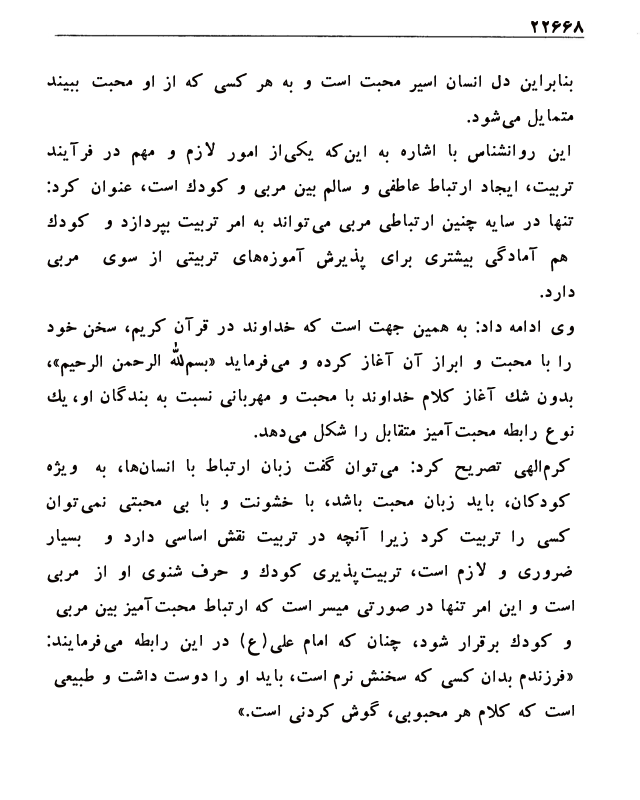 ۲۲۶۶۸
بنابراین دل انسان اسیر محبت است و به هر کسی که از او محبت ببیند
متمایل می‌شود.
این روانشناس با اشاره به این‌که یکی‌از امور لازم و مهم در فرآیند
تربیت، ایجاد ارتباط عاطفی و سالم بین مربی و کودك است، عنوان کرد:
تنها در سایه چنین ارتباطی مربی می‌تواند به امر تربیت بپردازد و کودك
هم آمادگی بیشتری برای پذیرش آموزه‌های تربیتی از سوی مربی
دارد.
وی ادامه داد: به همین جهت است که خداوند در قرآن کریم، سخن خود
را با محبت و ابراز آن آغاز کرده و می‌فرماید «بسم‌الله الرحمن الرحیم»،
بدون شك آغاز کلام خداوند با محبت و مهربانی نسبت به بندگان او، یك
نوع رابطه محبت‌آمیز متقابل را شکل می‌دهد.
کرم‌الهی تصریح کرد: می‌توان گفت زبان ارتباط با انسان‌ها، به ویژه
کودکان، باید زبان محبت باشد، با خشونت و با بی محبتی نمی‌توان
کسی را تربیت کرد زیرا آنچه در تربیت نقش اساسی دارد و بسیار
ضروری و لازم است، تربیت‌پذیری کودك و حرف شنوی او از مربی
است و این امر تنها در صورتی میسر است که ارتباط محبت‌آمیز بین مربی
و کودك برقرار شود، چنان که امام علی(ع) در این رابطه می‌فرمایند:
«فرزندم بدان کسی که سخنش نرم است، باید او را دوست داشت و طبیعی
است که کلام هر محبوبی، گوش کردنی است.»